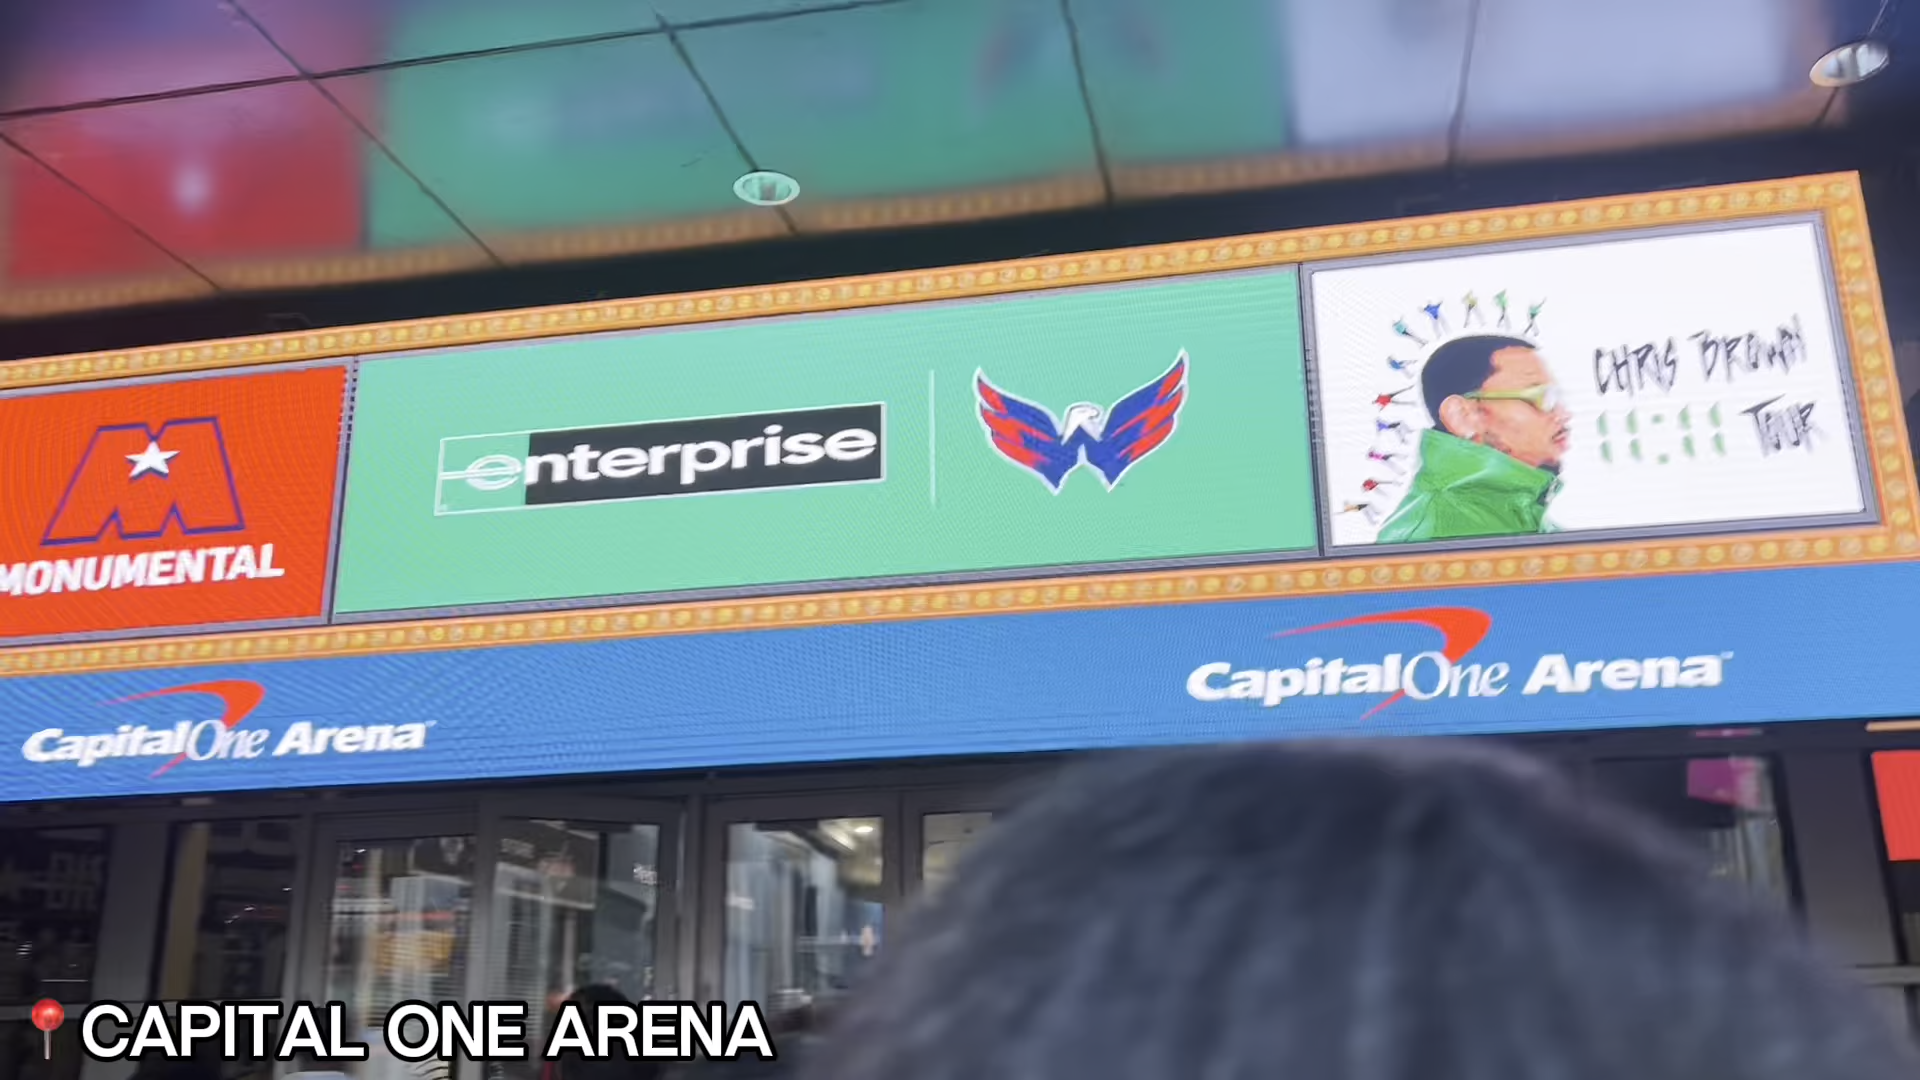 MONUMENTAL
enterprise
CHRIS BROWN
11:11 TOUR
CapitalOne Arena
CapitalOne Arena
CAPITAL ONE ARENA